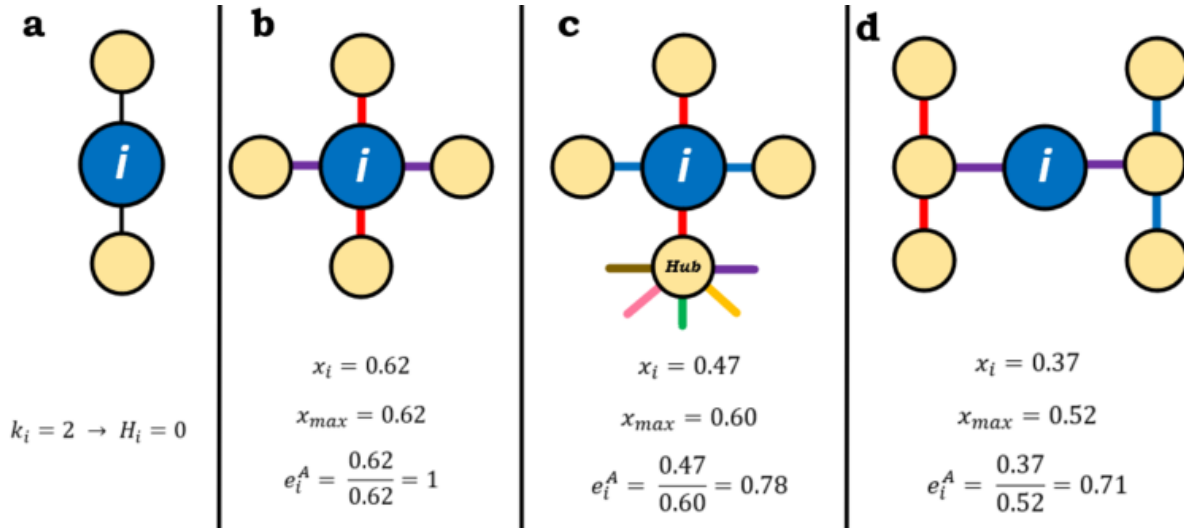 a
i
k_i = 2 → H_i = 0
b
i
x_i = 0.62
x_max = 0.62
e_i^A = 0.62/0.62 = 1
c
i
Hub
x_i = 0.47
x_max = 0.60
e_i^A = 0.47/0.60 = 0.78
d
i
x_i = 0.37
x_max = 0.52
e_i^A = 0.37/0.52 = 0.71